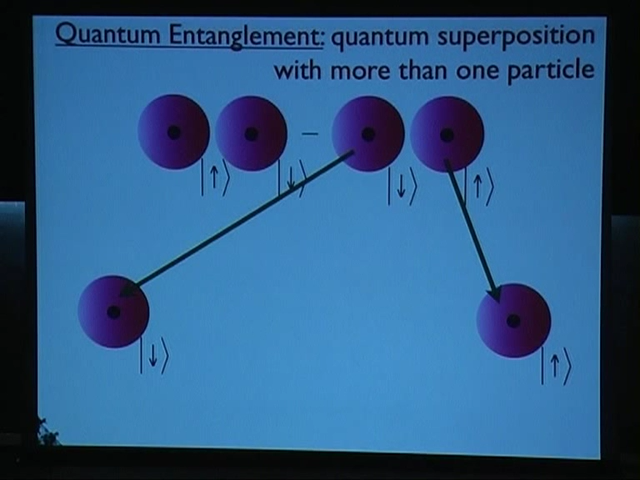 Quantum Entanglement: quantum superposition
with more than one particle
–
|↑⟩ |↓⟩ |↓⟩ |↑⟩
|↓⟩ |↑⟩